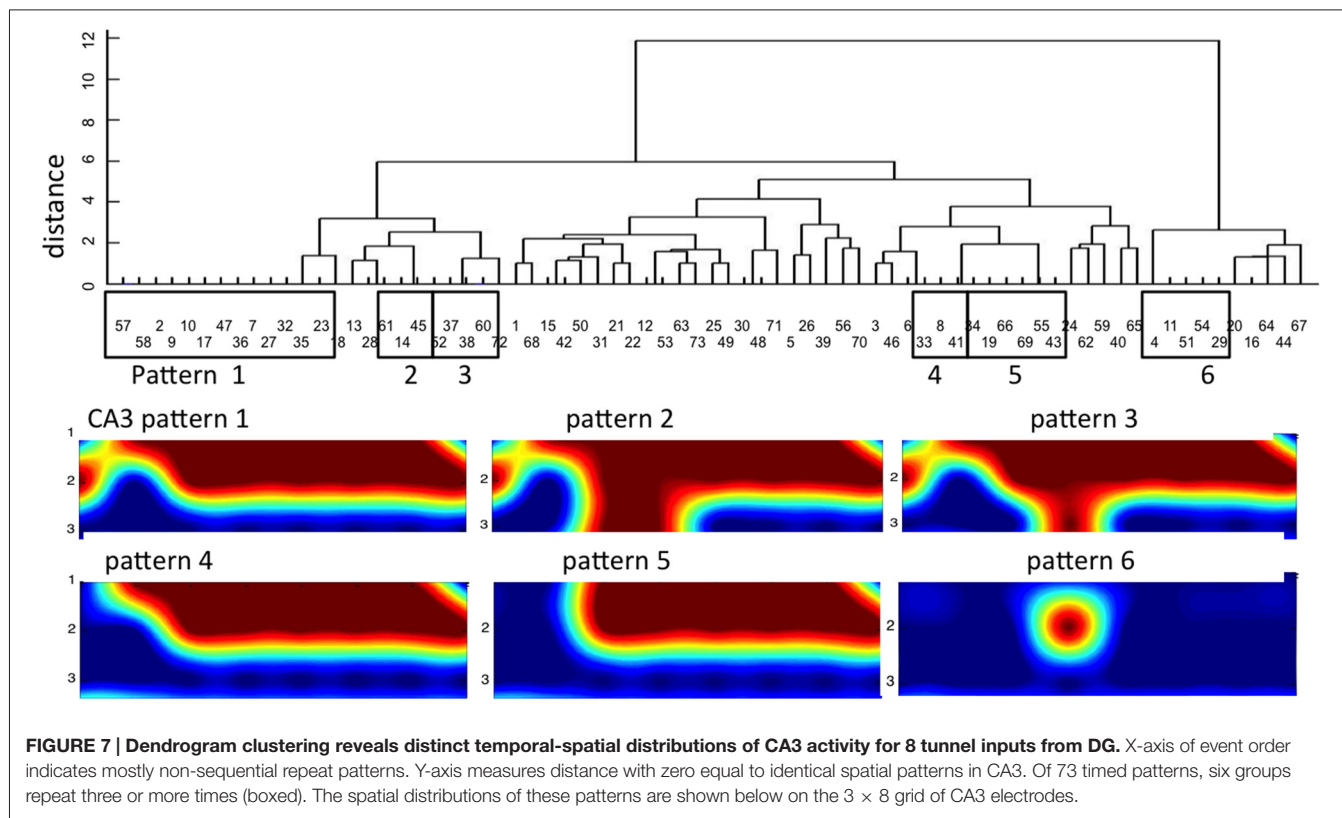 12
10
8
6
4
2
0
distance
57 2 10 47 7 32 23 13 61 45 37 60 1 15 50 21 12 63 25 30 71 26 56 3 6 8 34 66 55 24 59 65 11 54 20 64 67
58 9 17 36 27 35 18 28 14 52 38 72 68 42 31 22 53 73 49 48 5 39 70 46 33 41 19 69 43 62 40 4 51 29 16 44
Pattern 1 2 3 4 5 6
CA3 pattern 1 pattern 2 pattern 3
1
2 2 2
3 3 3
pattern 4 pattern 5 pattern 6
1
2 2 2
3 3 3
FIGURE 7 | Dendrogram clustering reveals distinct temporal-spatial distributions of CA3 activity for 8 tunnel inputs from DG. X-axis of event order
indicates mostly non-sequential repeat patterns. Y-axis measures distance with zero equal to identical spatial patterns in CA3. Of 73 timed patterns, six groups
repeat three or more times (boxed). The spatial distributions of these patterns are shown below on the 3 × 8 grid of CA3 electrodes.